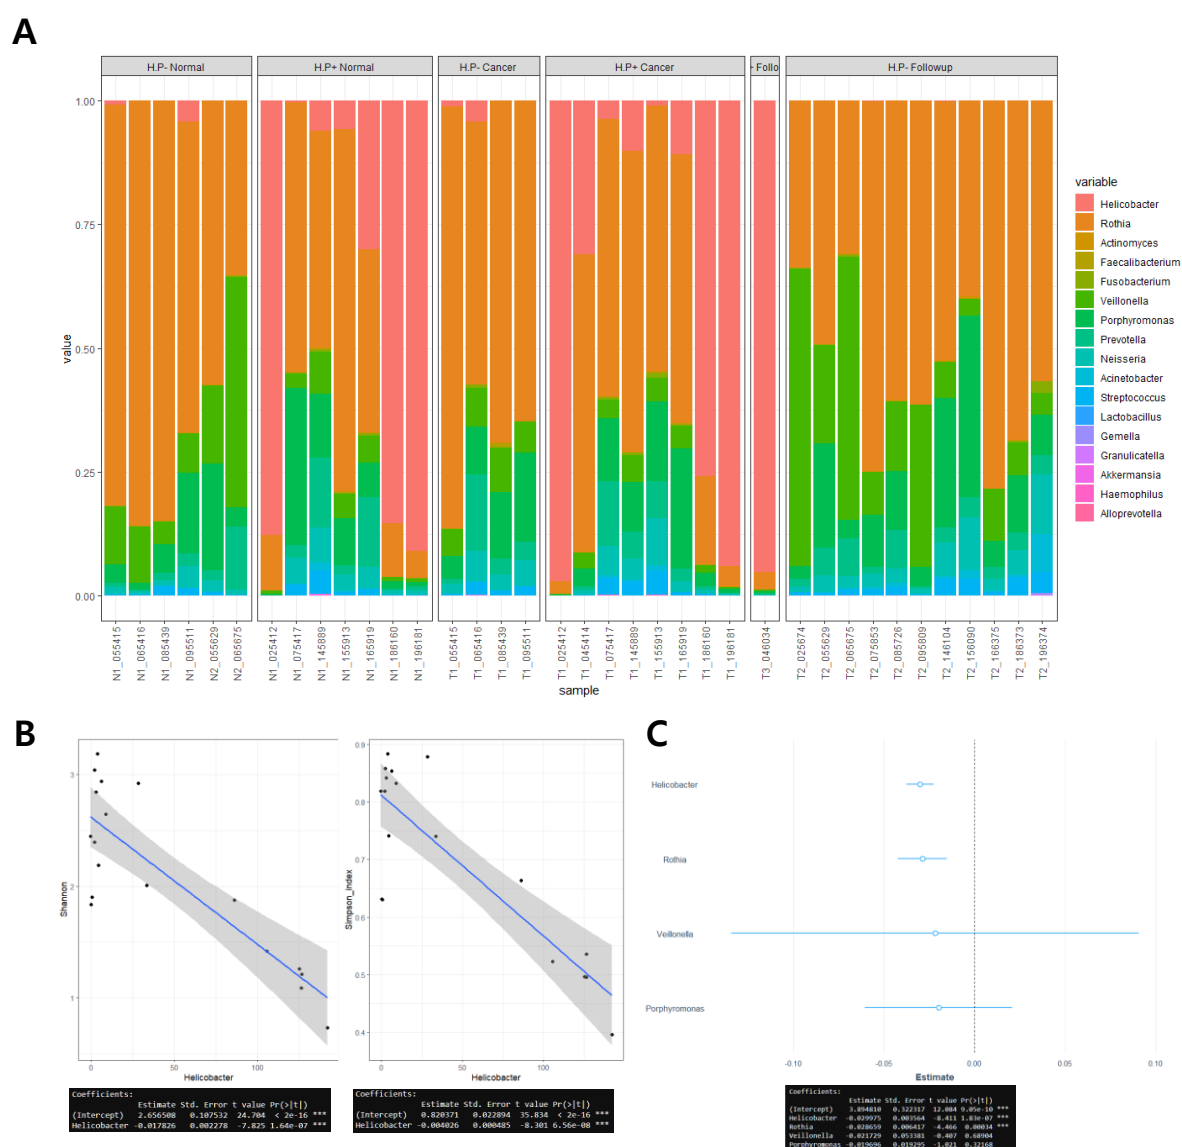 A
H.P- Normal
H.P+ Normal
H.P- Cancer
H.P+ Cancer
- Follo
H.P- Followup
1.00
0.75
0.50
0.25
0.00
value
N1_055415
N1_065416
N1_085439
N1_095511
N2_055629
N2_065675
N1_025412
N1_075417
N1_145889
N1_155913
N1_165919
N1_186160
N1_196181
T1_055415
T1_065416
T1_085439
T1_095511
T1_025412
T1_045414
T1_075417
T1_145889
T1_155913
T1_165919
T1_186160
T1_196181
T3_046034
T2_025674
T2_055629
T2_065675
T2_075853
T2_085726
T2_095809
T2_146104
T2_156090
T2_166375
T2_186373
T2_196374
sample
variable
Helicobacter
Rothia
Actinomyces
Faecalibacterium
Fusobacterium
Veillonella
Porphyromonas
Prevotella
Neisseria
Acinetobacter
Streptococcus
Lactobacillus
Gemella
Granulicatella
Akkermansia
Haemophilus
Alloprevotella
B
3
2
1
Shannon
0
100
Helicobacter
Coefficients:
Estimate Std. Error t value Pr(>|t|)
(Intercept) 2.656508 0.107532 24.704 < 2e-16 ***
Helicobacter -0.017826 0.002278 -7.825 1.64e-07 ***
0.9
0.8
0.7
0.6
0.5
0.4
Simpson_index
0
50
100
Helicobacter
Coefficients:
Estimate Std. Error t value Pr(>|t|)
(Intercept) 0.820371 0.022894 35.834 < 2e-16 ***
Helicobacter -0.004026 0.000485 -8.301 6.56e-08 ***
C
Helicobacter
Rothia
Veillonella
Porphyromonas
-0.10
-0.05
0.00
0.05
0.10
Estimate
Coefficients:
Estimate Std. Error t value Pr(>|t|)
(Intercept) 3.894810 0.322317 12.084 9.05e-10 ***
Helicobacter -0.029975 0.003564 -8.411 1.83e-07 ***
Rothia -0.028659 0.006417 -4.466 0.00034 ***
Veillonella -0.021729 0.053381 -0.407 0.68904
Porphyromonas -0.019696 0.019295 -1.021 0.32168